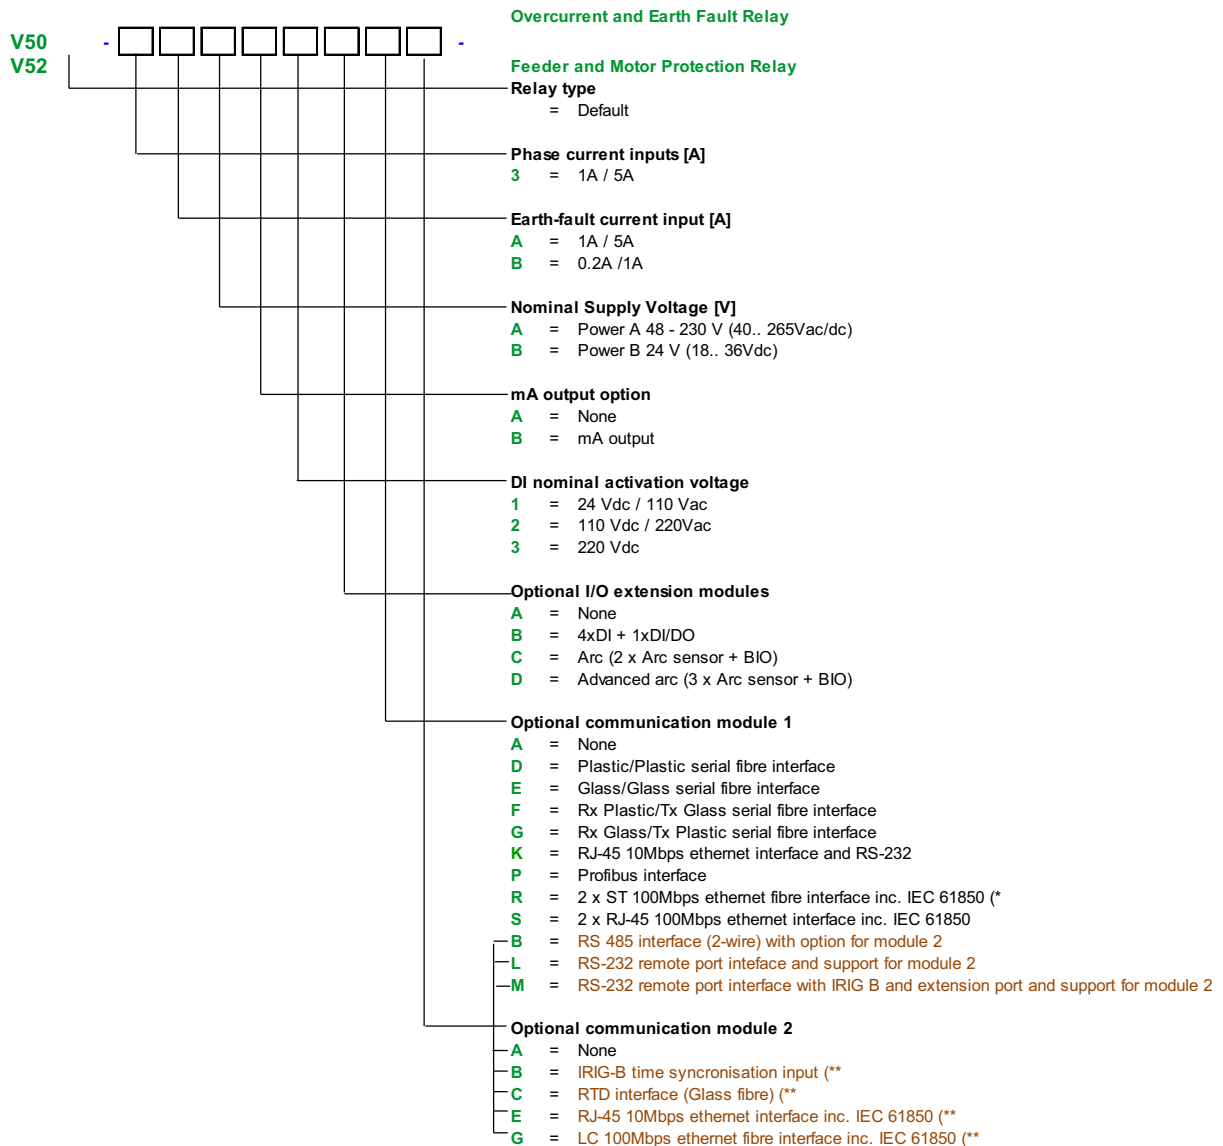 Overcurrent and Earth Fault Relay
V50 - -
V52
Feeder and Motor Protection Relay
Relay type
= Default
Phase current inputs [A]
3 = 1A / 5A
Earth-fault current input [A]
A = 1A / 5A
B = 0.2A /1A
Nominal Supply Voltage [V]
A = Power A 48 - 230 V (40.. 265Vac/dc)
B = Power B 24 V (18.. 36Vdc)
mA output option
A = None
B = mA output
DI nominal activation voltage
1 = 24 Vdc / 110 Vac
2 = 110 Vdc / 220Vac
3 = 220 Vdc
Optional I/O extension modules
A = None
B = 4xDI + 1xDI/DO
C = Arc (2 x Arc sensor + BIO)
D = Advanced arc (3 x Arc sensor + BIO)
Optional communication module 1
A = None
D = Plastic/Plastic serial fibre interface
E = Glass/Glass serial fibre interface
F = Rx Plastic/Tx Glass serial fibre interface
G = Rx Glass/Tx Plastic serial fibre interface
K = RJ-45 10Mbps ethernet interface and RS-232
P = Profibus interface
R = 2 x ST 100Mbps ethernet fibre interface inc. IEC 61850 (*
S = 2 x RJ-45 100Mbps ethernet interface inc. IEC 61850
B = RS 485 interface (2-wire) with option for module 2
L = RS-232 remote port inteface and support for module 2
M = RS-232 remote port interface with IRIG B and extension port and support for module 2
Optional communication module 2
A = None
B = IRIG-B time syncronisation input (**
C = RTD interface (Glass fibre) (**
E = RJ-45 10Mbps ethernet interface inc. IEC 61850 (**
G = LC 100Mbps ethernet fibre interface inc. IEC 61850 (**